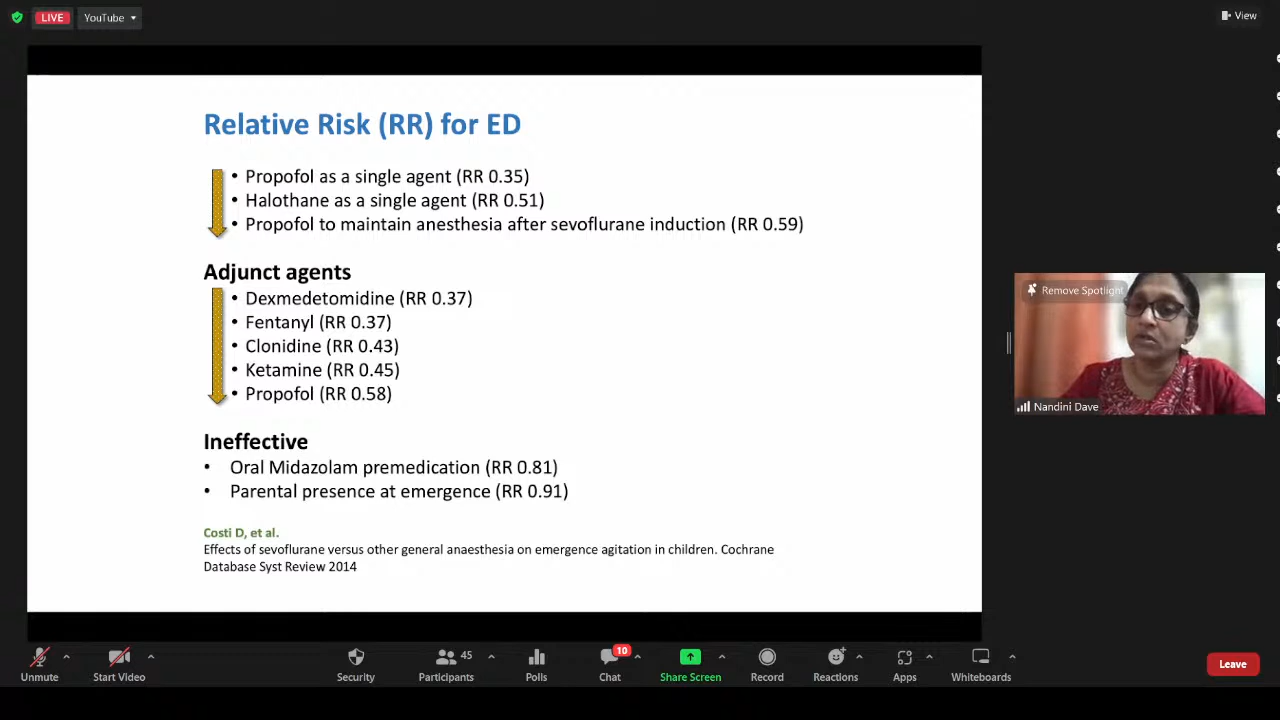 LIVE
YouTube
View
Relative Risk (RR) for ED
• Propofol as a single agent (RR 0.35)
• Halothane as a single agent (RR 0.51)
• Propofol to maintain anesthesia after sevoflurane induction (RR 0.59)
Adjunct agents
• Dexmedetomidine (RR 0.37)
• Fentanyl (RR 0.37)
• Clonidine (RR 0.43)
• Ketamine (RR 0.45)
• Propofol (RR 0.58)
Ineffective
• Oral Midazolam premedication (RR 0.81)
• Parental presence at emergence (RR 0.91)
Costi D, et al.
Effects of sevoflurane versus other general anaesthesia on emergence agitation in children. Cochrane
Database Syst Review 2014
Remove Spotlight
Nandini Dave
Unmute
Start Video
Security
45
Participants
Polls
10
Chat
Share Screen
Record
Reactions
Apps
Whiteboards
Leave